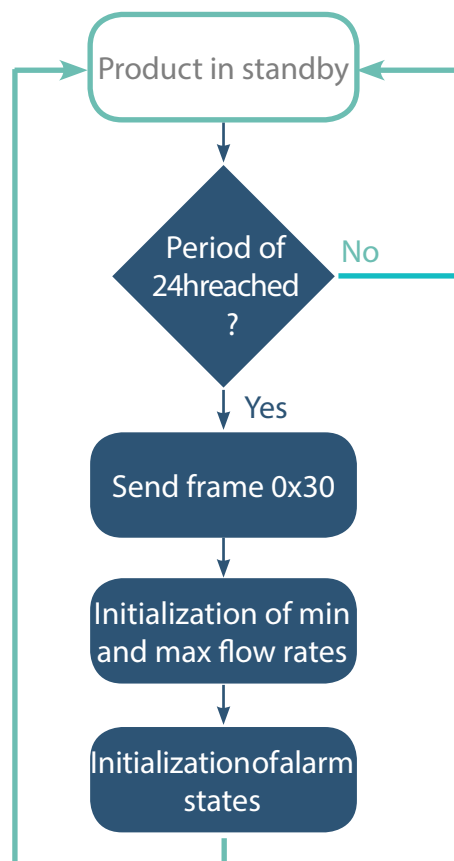 Product in standby
Period of
24hreached
?
No
Yes
Send frame 0x30
Initialization of min
and max flow rates
Initializationofalarm
states